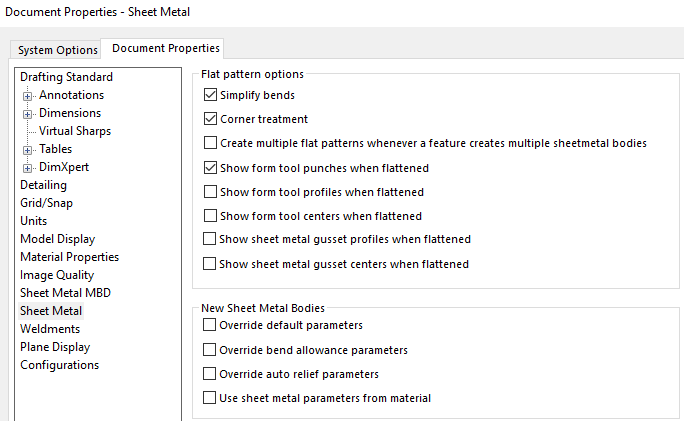 Document Properties - Sheet Metal
System Options
Document Properties
Drafting Standard
Annotations
Dimensions
Virtual Sharps
Tables
DimXpert
Detailing
Grid/Snap
Units
Model Display
Material Properties
Image Quality
Sheet Metal MBD
Sheet Metal
Weldments
Plane Display
Configurations
Flat pattern options
Simplify bends
Corner treatment
Create multiple flat patterns whenever a feature creates multiple sheetmetal bodies
Show form tool punches when flattened
Show form tool profiles when flattened
Show form tool centers when flattened
Show sheet metal gusset profiles when flattened
Show sheet metal gusset centers when flattened
New Sheet Metal Bodies
Override default parameters
Override bend allowance parameters
Override auto relief parameters
Use sheet metal parameters from material